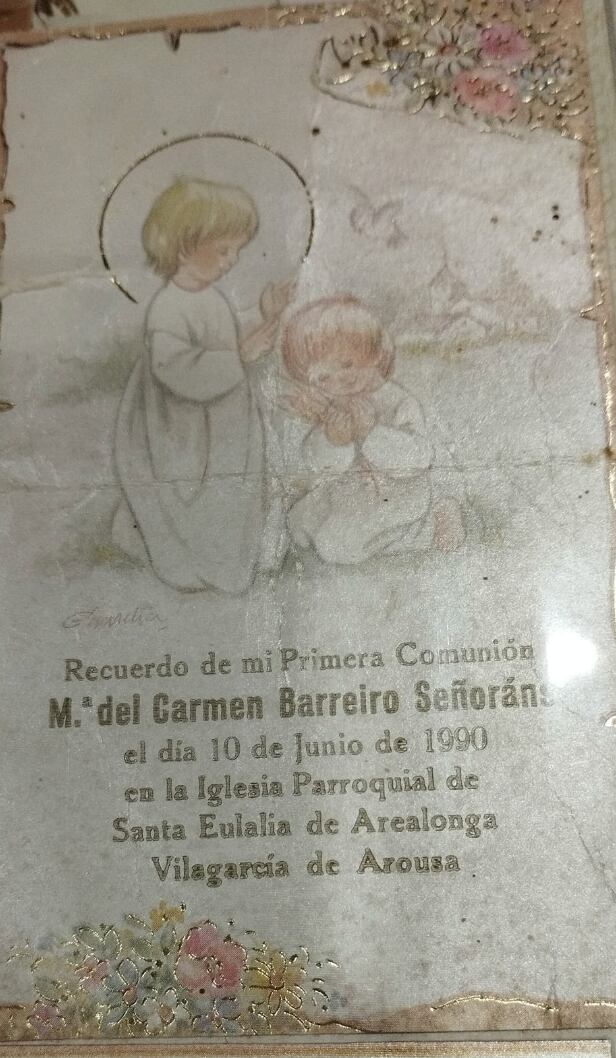 Recuerdo de mi Primera Comunión
M.ª del Carmen Barreiro Señoráns
el día 10 de Junio de 1990
en la Iglesia Parroquial de
Santa Eulalia de Arealonga
Vilagarcía de Arousa